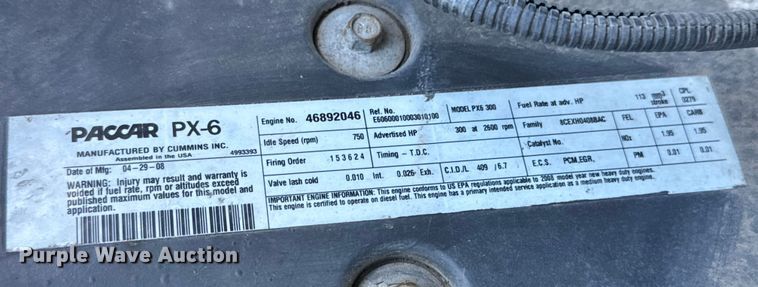 PACCAR PX-6
MANUFACTURED BY CUMMINS INC.
Assembled in the USA 4993393
Date of Mfg: 04-29-08
WARNING: Injury may result and warranty is
voided if fuel rate, rpm or altitudes exceed
published maximum values for this model and
application.
Engine No. 46892046
Idle Speed (rpm) 750
Firing Order 153624
Valve lash cold 0.010 Int. 0.026 Exh.
Ref. No. MODEL PX6 300
E60600010003010100
Advertised HP 300 at 2600 rpm
Timing - T.D.C.
C.I.D/L 409 / 6.7
Fuel Rate at adv. HP 113 mm3 stroke CPL 0275
Family 8CEXH0408BAC FEL EPA CARB
Catalyst No. NOx 1.95 1.95
E.C.S. PCM,EGR, PM 0.01 0.01
IMPORTANT ENGINE INFORMATION: This engine conforms to US EPA regulations applicable to 2008 model year new heavy duty engines.
This engine is certified to operate on diesel fuel. This engine has a primary intended service application as a medium heavy duty engine.
Purple Wave Auction